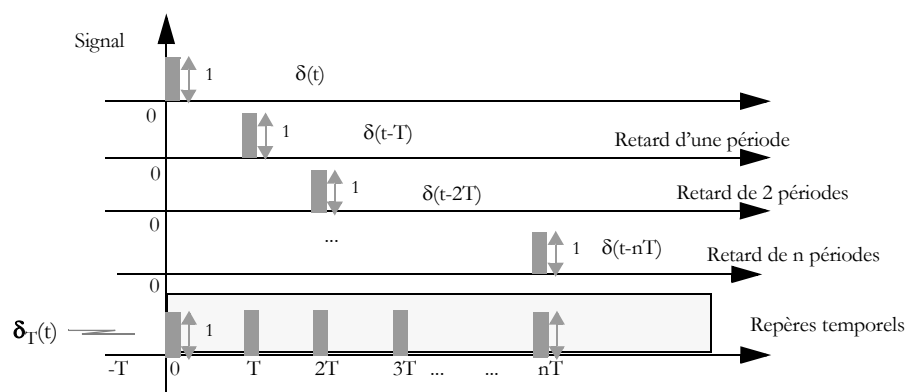 Signal
1 δ(t)
0
1 δ(t-T) Retard d'une période
0
1 δ(t-2T) Retard de 2 périodes
0
...
1 δ(t-nT) Retard de n périodes
0
δT(t) 1 Repères temporels
-T 0 T 2T 3T ... ... nT